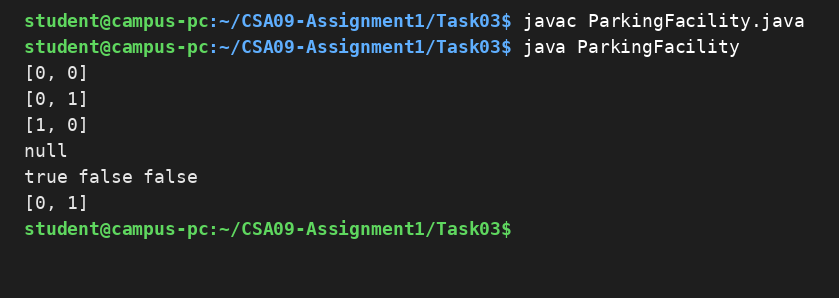 student@campus-pc:~/CSA09-Assignment1/Task03$ javac ParkingFacility.java
student@campus-pc:~/CSA09-Assignment1/Task03$ java ParkingFacility
[0, 0]
[0, 1]
[1, 0]
null
true false false
[0, 1]
student@campus-pc:~/CSA09-Assignment1/Task03$